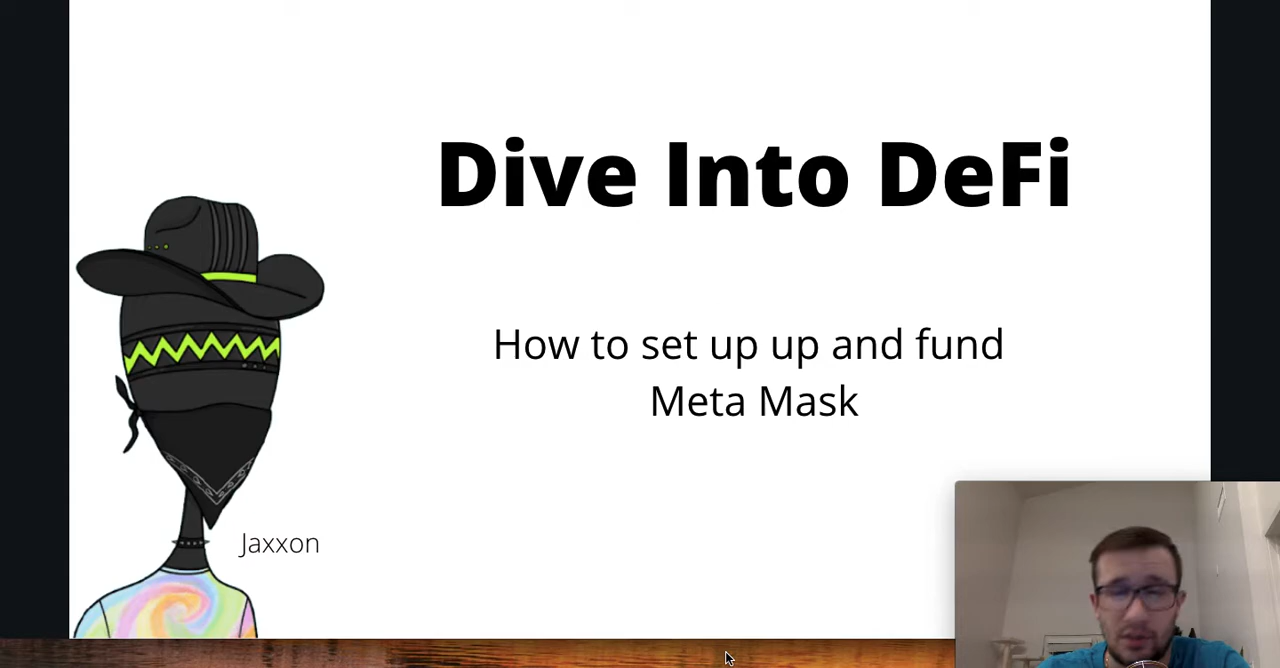 Dive Into DeFi
How to set up up and fund
Meta Mask
Jaxxon